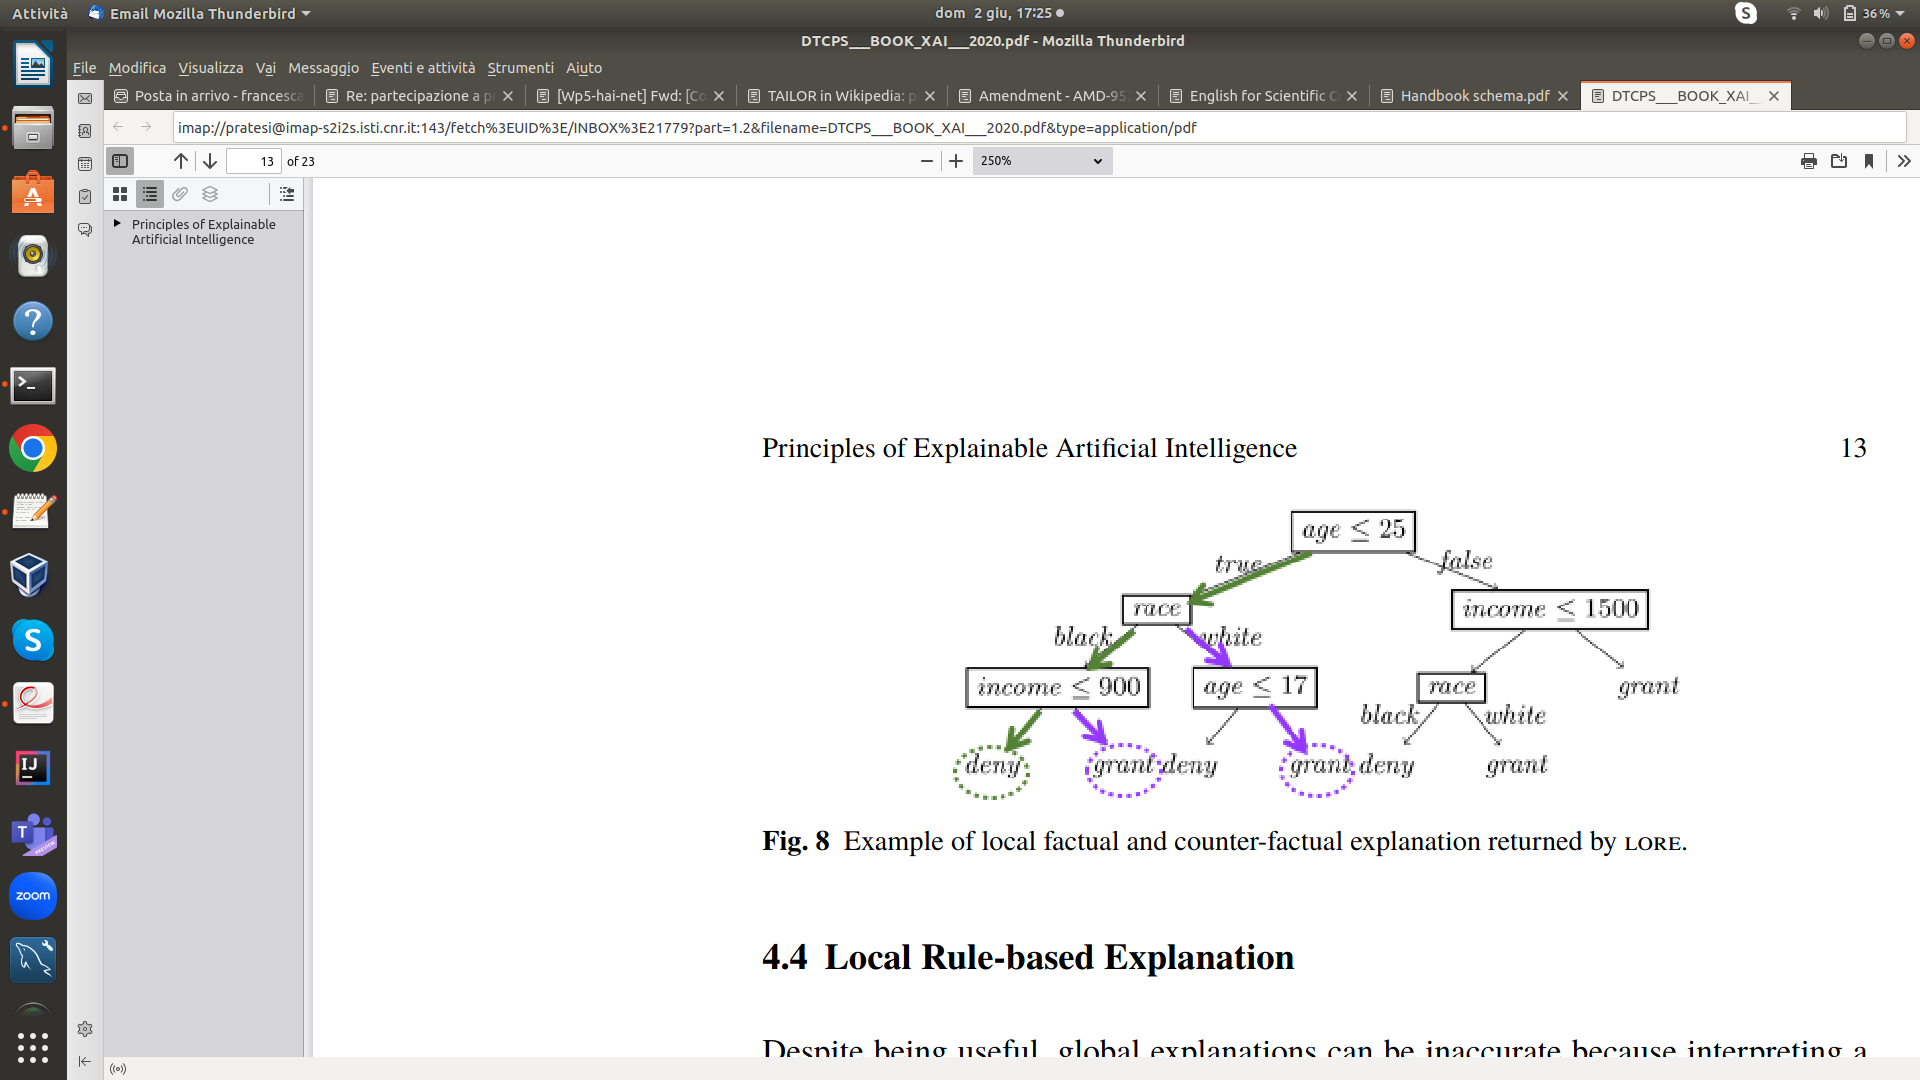 Attività
Email Mozilla Thunderbird
dom 2 giu, 17:25
36%
DTCPS___BOOK_XAI___2020.pdf - Mozilla Thunderbird
File Modifica Visualizza Vai Messaggio Eventi e attività Strumenti Aiuto
Posta in arrivo - francesca
Re: partecipazione a p
[Wp5-hai-net] Fwd: [Co
TAILOR in Wikipedia: p
Amendment - AMD-95
English for Scientific C
Handbook schema.pdf
DTCPS___BOOK_XAI__
imap://pratesi@imap-s2i2s.isti.cnr.it:143/fetch%3EUID%3E/INBOX%3E21779?part=1.2&filename=DTCPS___BOOK_XAI___2020.pdf&type=application/pdf
13 of 23
250%
Principles of Explainable
Artificial Intelligence
Principles of Explainable Artificial Intelligence 13
age ≤ 25
true false
race income ≤ 1500
black white
income ≤ 900 age ≤ 17 race grant
black white
deny grant deny grant deny grant
Fig. 8 Example of local factual and counter-factual explanation returned by LORE.
4.4 Local Rule-based Explanation
Despite being useful, global explanations can be inaccurate because interpreting a
S
IJ
T
PREVIEW
zoom